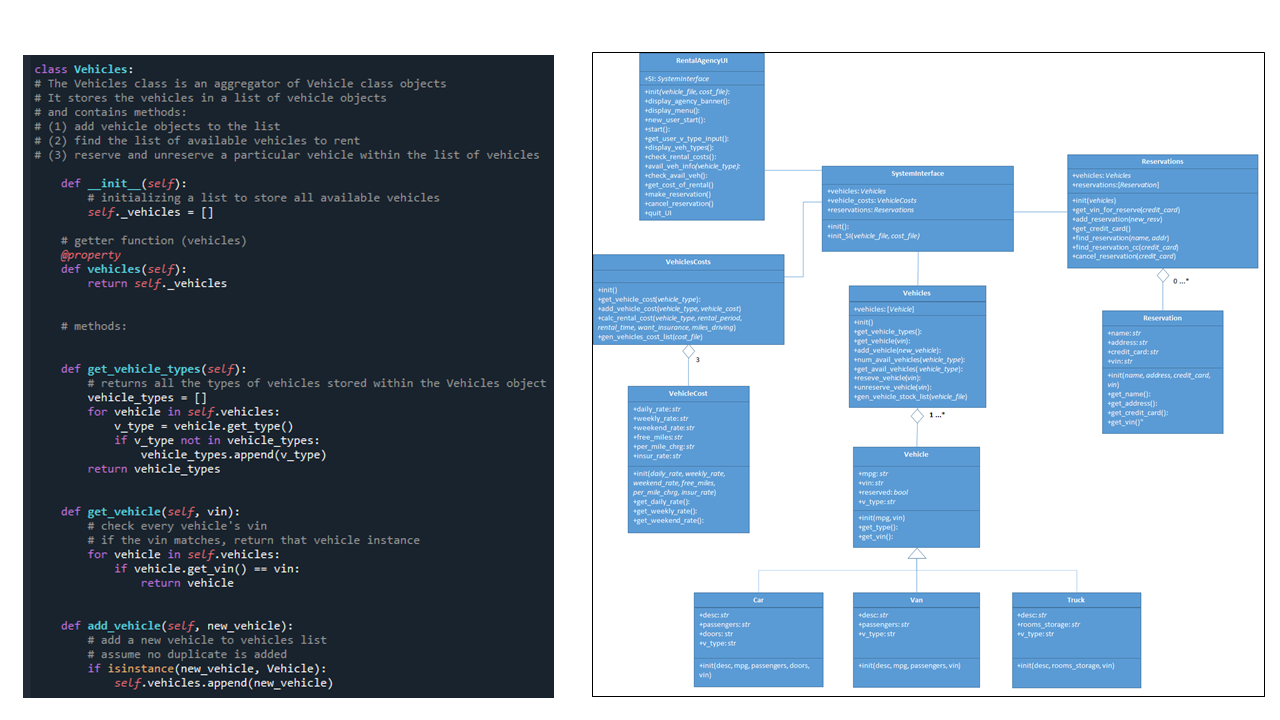 class Vehicles:
# The Vehicles class is an aggregator of Vehicle class objects
# It stores the vehicles in a list of vehicle objects
# and contains methods:
# (1) add vehicle objects to the list
# (2) find the list of available vehicles to rent
# (3) reserve and unreserve a particular vehicle within the list of vehicles
def __init__(self):
# initializing a list to store all available vehicles
self._vehicles = []
# getter function (vehicles)
@property
def vehicles(self):
return self._vehicles
# methods:
def get_vehicle_types(self):
# returns all the types of vehicles stored within the Vehicles object
vehicle_types = []
for vehicle in self.vehicles:
v_type = vehicle.get_type()
if v_type not in vehicle_types:
vehicle_types.append(v_type)
return vehicle_types
def get_vehicle(self, vin):
# check every vehicle's vin
# if the vin matches, return that vehicle instance
for vehicle in self.vehicles:
if vehicle.get_vin() == vin:
return vehicle
def add_vehicle(self, new_vehicle):
# add a new vehicle to vehicles list
# assume no duplicate is added
if isinstance(new_vehicle, Vehicle):
self.vehicles.append(new_vehicle)
RentalAgencyUI
+SI: SystemInterface
+init(vehicle_file, cost_file):
+display_agency_banner():
+display_menu():
+new_user_start():
+start():
+get_user_v_type_input():
+display_veh_types():
+check_rental_costs():
+avail_veh_info(vehicle_type):
+check_avail_veh():
+get_cost_of_rental()
+make_reservation()
+cancel_reservation()
+quit_UI
SystemInterface
+vehicles: Vehicles
+vehicle_costs: VehicleCosts
+reservations: Reservations
+init():
+init_SI(vehicle_file, cost_file)
Reservations
+vehicles: Vehicles
+reservations:[Reservation]
+init(vehicles)
+get_vin_for_reserve(credit_card)
+add_reservation(new_resv)
+get_credit_card()
+find_reservation(name, addr)
+find_reservation_cc(credit_card)
+cancel_reservation(credit_card)
0 ...*
Reservation
+name: str
+address: str
+credit_card: str
+vin: str
+init(name, address, credit_card,
vin)
+get_name():
+get_address():
+get_credit_card():
+get_vin()"
VehiclesCosts
+init()
+get_vehicle_cost(vehicle_type):
+add_vehicle_cost(vehicle_type, vehicle_cost)
+calc_rental_cost(vehicle_type, rental_period,
rental_time, want_insurance, miles_driving)
+gen_vehicles_cost_list(cost_file)
3
VehicleCost
+daily_rate: str
+weekly_rate: str
+weekend_rate: str
+free_miles: str
+per_mile_chrg: str
+insur_rate: str
+init(daily_rate, weekly_rate,
weekend_rate, free_miles,
per_mile_chrg, insur_rate)
+get_daily_rate():
+get_weekly_rate():
+get_weekend_rate():
Vehicles
+vehicles: [Vehicle]
+init()
+get_vehicle_types():
+get_vehicle(vin):
+add_vehicle(new_vehicle):
+num_avail_vehicles(vehicle_type):
+get_avail_vehicles( vehicle_type):
+reseve_vehicle(vin):
+unreserve_vehicle(vin):
+gen_vehicle_stock_list(vehicle_file)
1 ...*
Vehicle
+mpg: str
+vin: str
+reserved: bool
+v_type: str
+init(mpg, vin)
+get_type():
+get_vin():
Car
+desc: str
+passengers: str
+doors: str
+v_type: str
+init(desc, mpg, passengers, doors,
vin)
Van
+desc: str
+passengers: str
+v_type: str
+init(desc, mpg, passengers, vin)
Truck
+desc: str
+rooms_storage: str
+v_type: str
+init(desc, rooms_storage, vin)